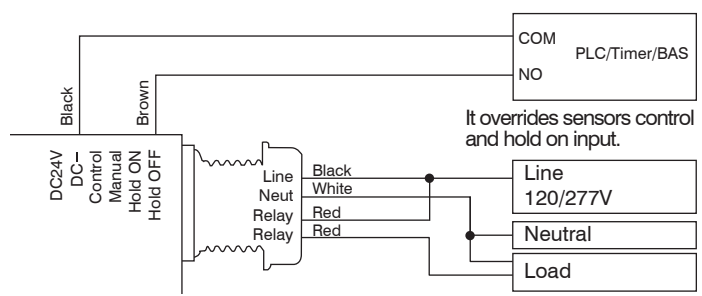 COM
PLC/Timer/BAS
NO
It overrides sensors control
and hold on input.
Black
Brown
DC24V
DC−
Control
Manual
Hold ON
Hold OFF
Line
Black
Neut
White
Relay
Red
Relay
Red
Line
120/277V
Neutral
Load